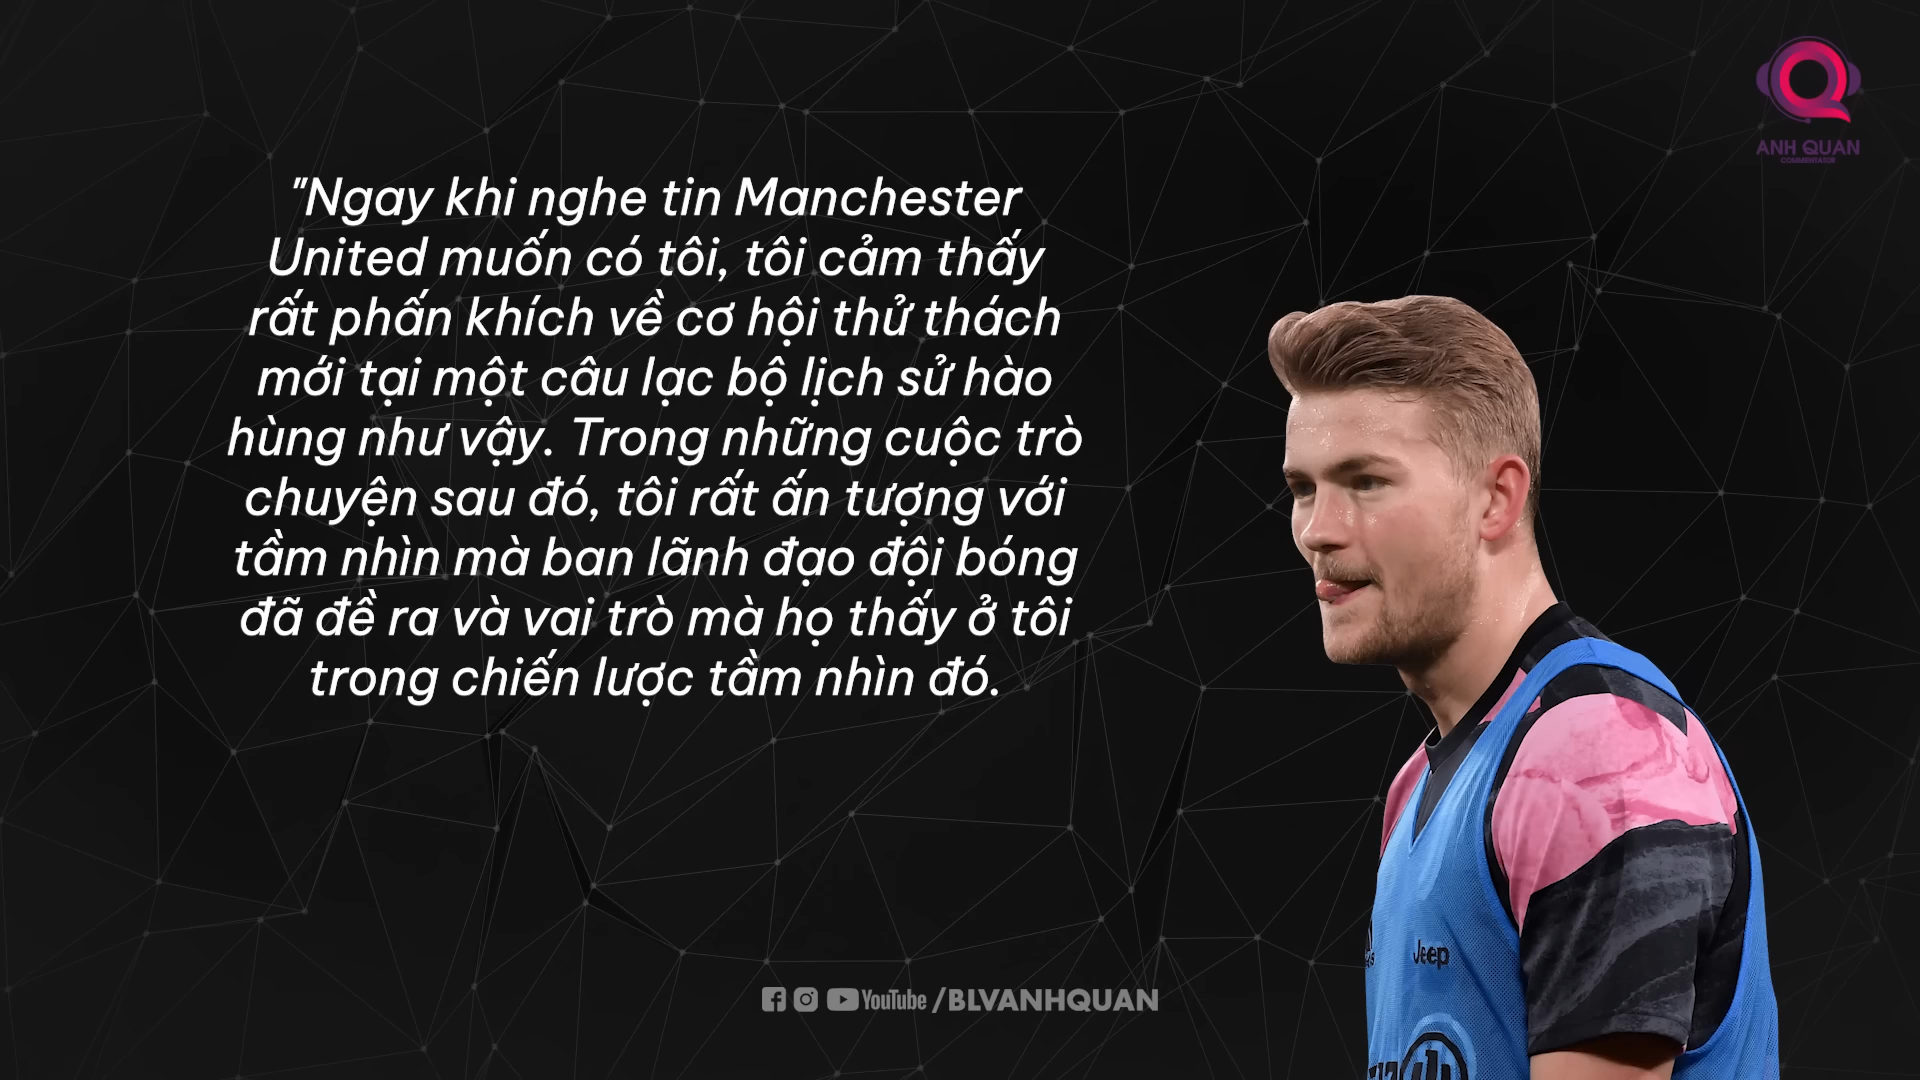 ANH QUAN
COMMENTATOR
"Ngay khi nghe tin Manchester
United muốn có tôi, tôi cảm thấy
rất phấn khích về cơ hội thử thách
mới tại một câu lạc bộ lịch sử hào
hùng như vậy. Trong những cuộc trò
chuyện sau đó, tôi rất ấn tượng với
tầm nhìn mà ban lãnh đạo đội bóng
đã đề ra và vai trò mà họ thấy ở tôi
trong chiến lược tầm nhìn đó.
Jeep
YouTube /BLVANHQUAN